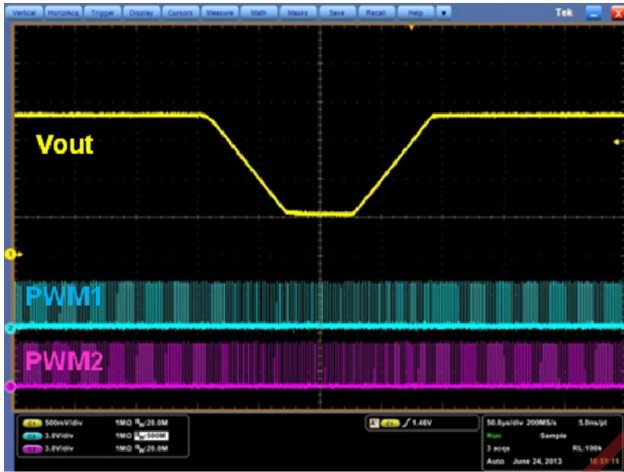 Vertical Horiz/Acq Trigger Display Cursors Measure Math Masks Save Recall Help Tek X
Vout
1
PWM1
2
PWM2
500mV/div 1MΩ 20.0M
3.0V/div 1MΩ 500M
3.0V/div 1MΩ 20.0M
1.46V
50.0µs/div 200MS/s 5.0ns/pt
Run Sample
3 acqs RL:100k
Auto June 24, 2013